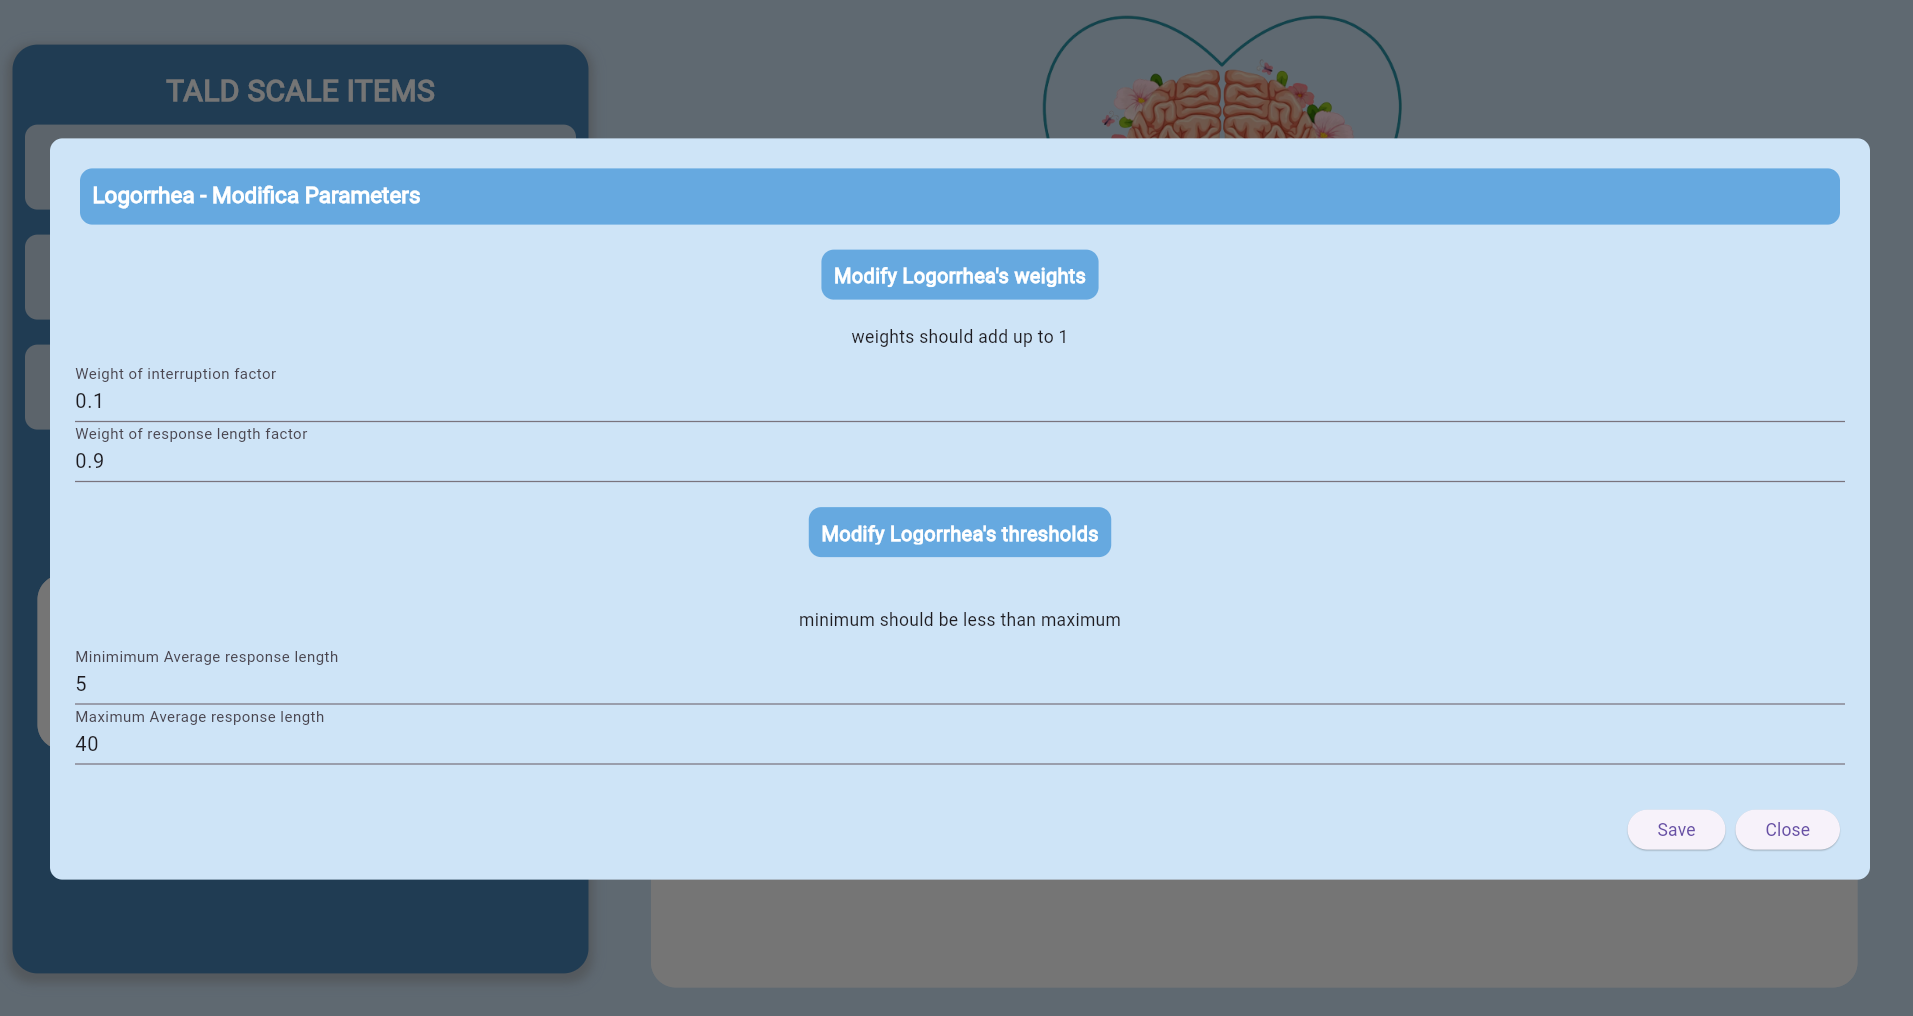 TALD SCALE ITEMS
Logorrhea - Modifica Parameters
Modify Logorrhea's weights
weights should add up to 1
Weight of interruption factor
0.1
Weight of response length factor
0.9
Modify Logorrhea's thresholds
minimum should be less than maximum
Minimimum Average response length
5
Maximum Average response length
40
Save Close